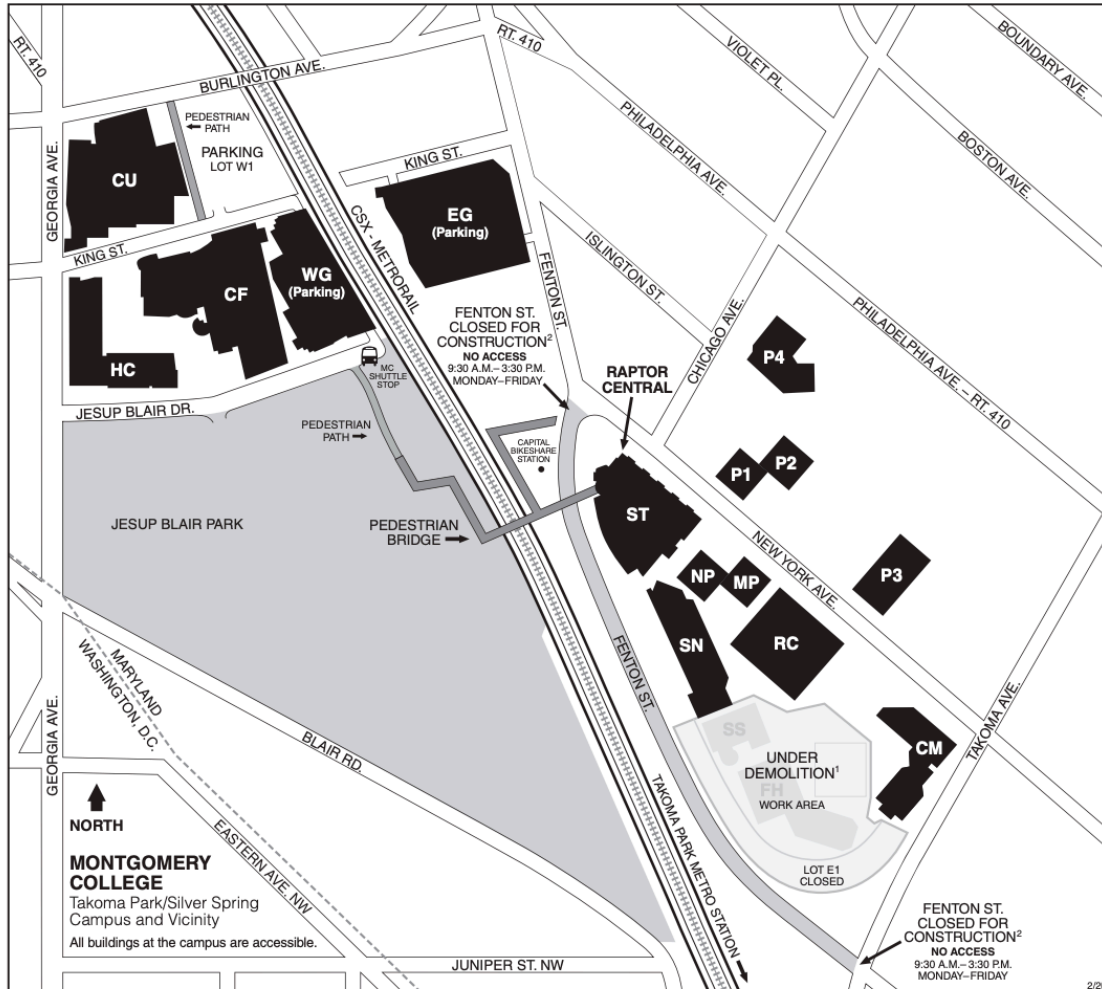 RT. 410
BURLINGTON AVE.
RT. 410
VIOLET PL.
BOUNDARY AVE.
PHILADELPHIA AVE.
BOSTON AVE.
GEORGIA AVE.
PEDESTRIAN
PATH
PARKING
LOT W1
CU
KING ST.
KING ST.
CSX - METRORAIL
EG
(Parking)
FENTON ST.
ISLINGTON ST.
CHICAGO AVE.
PHILADELPHIA AVE. – RT. 410
WG
(Parking)
CF
HC
MC
SHUTTLE
STOP
JESUP BLAIR DR.
FENTON ST.
CLOSED FOR
CONSTRUCTION²
NO ACCESS
9:30 A.M.– 3:30 P.M.
MONDAY–FRIDAY
RAPTOR
CENTRAL
P4
PEDESTRIAN
PATH
CAPITAL
BIKESHARE
STATION
P1
P2
ST
JESUP BLAIR PARK
PEDESTRIAN
BRIDGE
NEW YORK AVE.
NP
MP
P3
SN
RC
FENTON ST.
MARYLAND
WASHINGTON, D.C.
GEORGIA AVE.
BLAIR RD.
SS
UNDER
DEMOLITION¹
FH
WORK AREA
CM
TAKOMA AVE.
TAKOMA PARK METRO STATION
LOT E1
CLOSED
NORTH
EASTERN AVE. NW
MONTGOMERY
COLLEGE
Takoma Park/Silver Spring
Campus and Vicinity
All buildings at the campus are accessible.
JUNIPER ST. NW
FENTON ST.
CLOSED FOR
CONSTRUCTION²
NO ACCESS
9:30 A.M.– 3:30 P.M.
MONDAY–FRIDAY